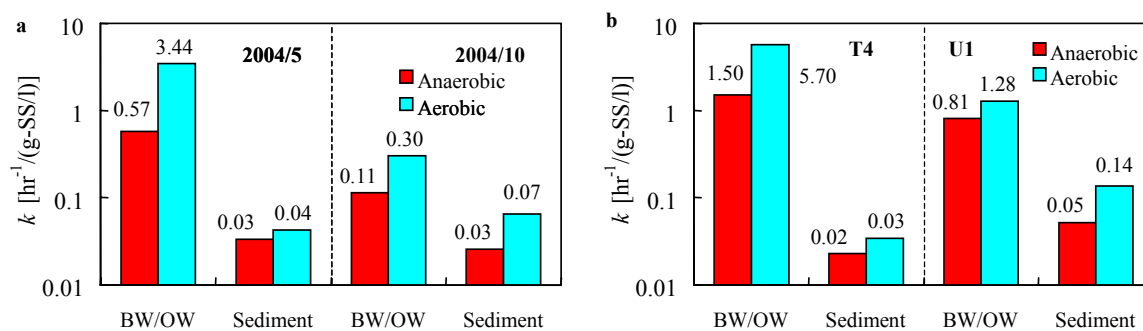 a
10
1
0.1
0.01
k [hr-1/(g-SS/l)]
2004/5
2004/10
Anaerobic
Aerobic
0.57
3.44
0.03
0.04
0.11
0.30
0.03
0.07
BW/OW
Sediment
BW/OW
Sediment
b
10
1
0.1
0.01
k [hr-1/(g-SS/l)]
T4
U1
Anaerobic
Aerobic
1.50
5.70
0.02
0.03
0.81
1.28
0.05
0.14
BW/OW
Sediment
BW/OW
Sediment